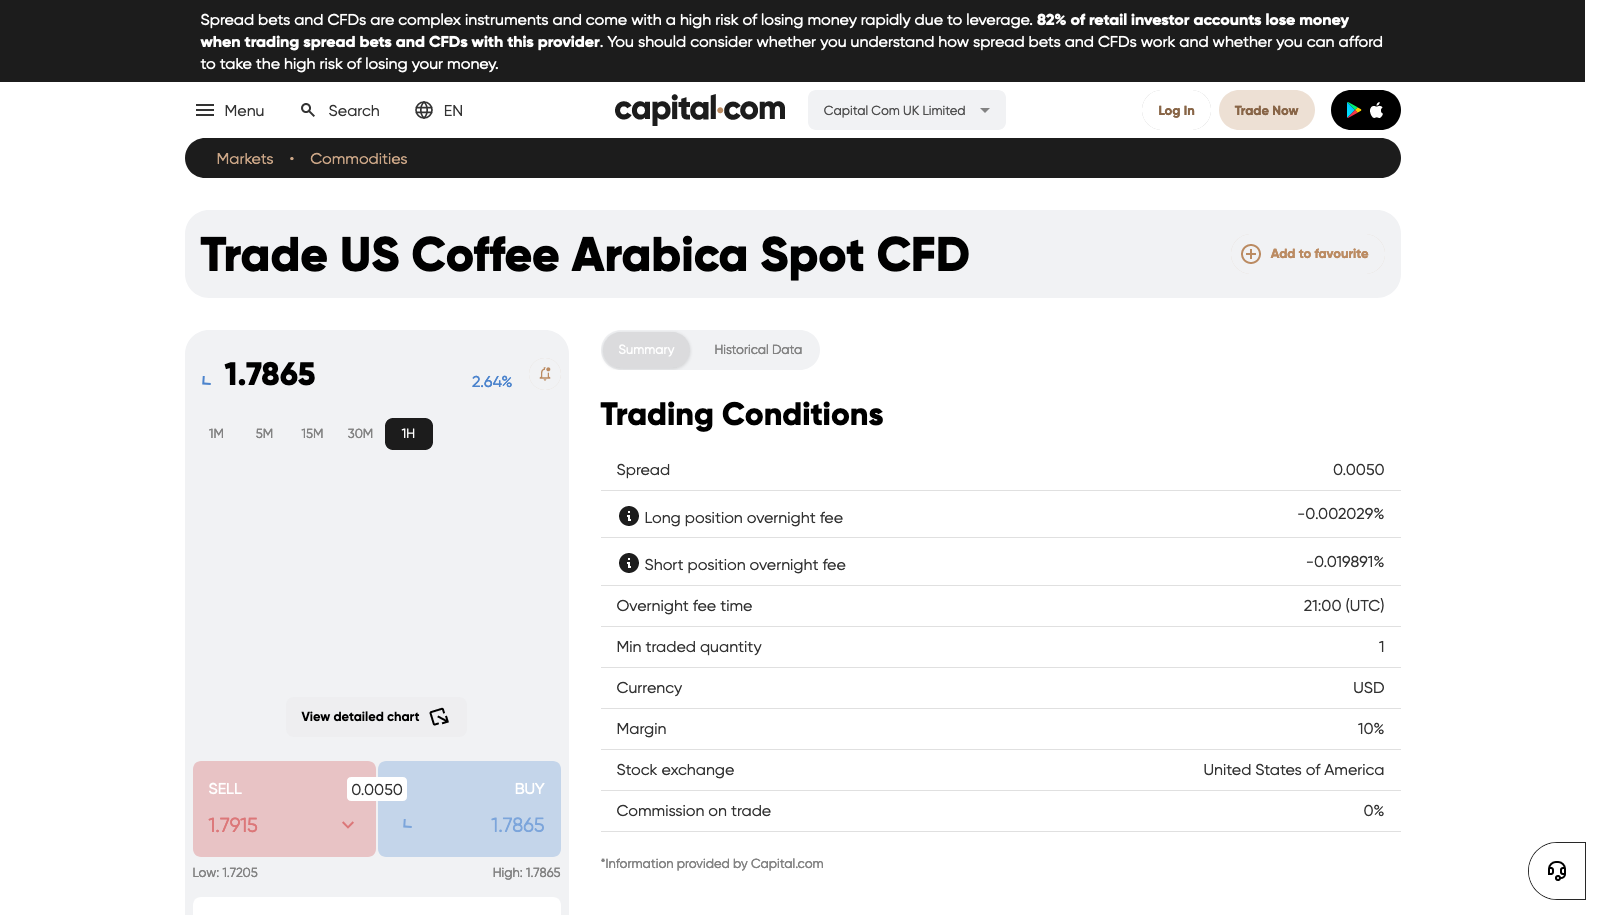 Spread bets and CFDs are complex instruments and come with a high risk of losing money rapidly due to leverage. 82% of retail investor accounts lose money
when trading spread bets and CFDs with this provider. You should consider whether you understand how spread bets and CFDs work and whether you can afford
to take the high risk of losing your money.
Menu
Search
EN
capital.com
Capital Com UK Limited
Log In
Trade Now
Markets • Commodities
Trade US Coffee Arabica Spot CFD
Add to favourite
1.7865
2.64%
1M 5M 15M 30M 1H
View detailed chart
SELL
0.0050
BUY
1.7915
1.7865
Low: 1.7205
High: 1.7865
Summary
Historical Data
Trading Conditions
Spread 0.0050
Long position overnight fee -0.002029%
Short position overnight fee -0.019891%
Overnight fee time 21:00 (UTC)
Min traded quantity 1
Currency USD
Margin 10%
Stock exchange United States of America
Commission on trade 0%
*Information provided by Capital.com